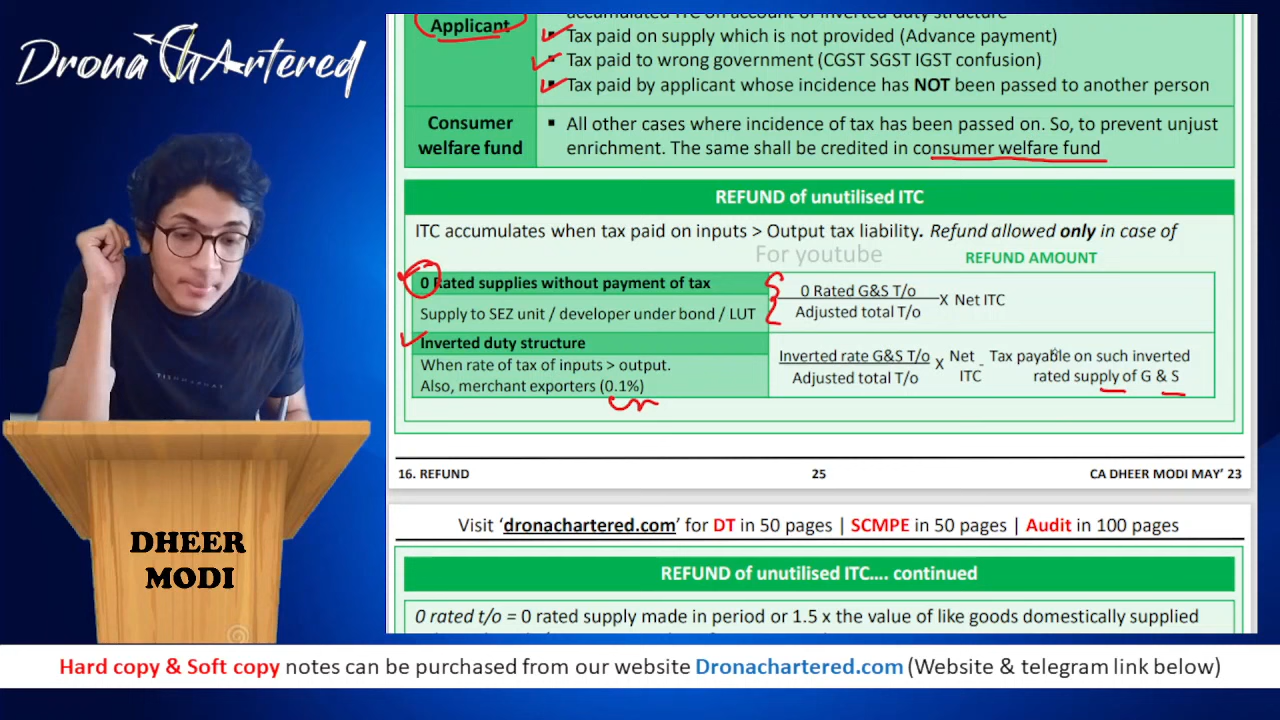 Drona CHArtered
Applicant
accumulated ITC on account of inverted duty structure
▪ Tax paid on supply which is not provided (Advance payment)
▪ Tax paid to wrong government (CGST SGST IGST confusion)
▪ Tax paid by applicant whose incidence has NOT been passed to another person
Consumer
welfare fund
▪ All other cases where incidence of tax has been passed on. So, to prevent unjust
enrichment. The same shall be credited in consumer welfare fund
REFUND of unutilised ITC
ITC accumulates when tax paid on inputs > Output tax liability. Refund allowed only in case of
For youtube
REFUND AMOUNT
0 Rated supplies without payment of tax
Supply to SEZ unit / developer under bond / LUT
0 Rated G&S T/o
Adjusted total T/o
X Net ITC
Inverted duty structure
When rate of tax of inputs > output.
Also, merchant exporters (0.1%)
Inverted rate G&S T/o
Adjusted total T/o
X Net ITC - Tax payable on such inverted
rated supply of G & S
16. REFUND 25 CA DHEER MODI MAY' 23
Visit 'dronachartered.com' for DT in 50 pages | SCMPE in 50 pages | Audit in 100 pages
REFUND of unutilised ITC.... continued
0 rated t/o = 0 rated supply made in period or 1.5 x the value of like goods domestically supplied
DHEER
MODI
Hard copy & Soft copy notes can be purchased from our website Dronachartered.com (Website & telegram link below)